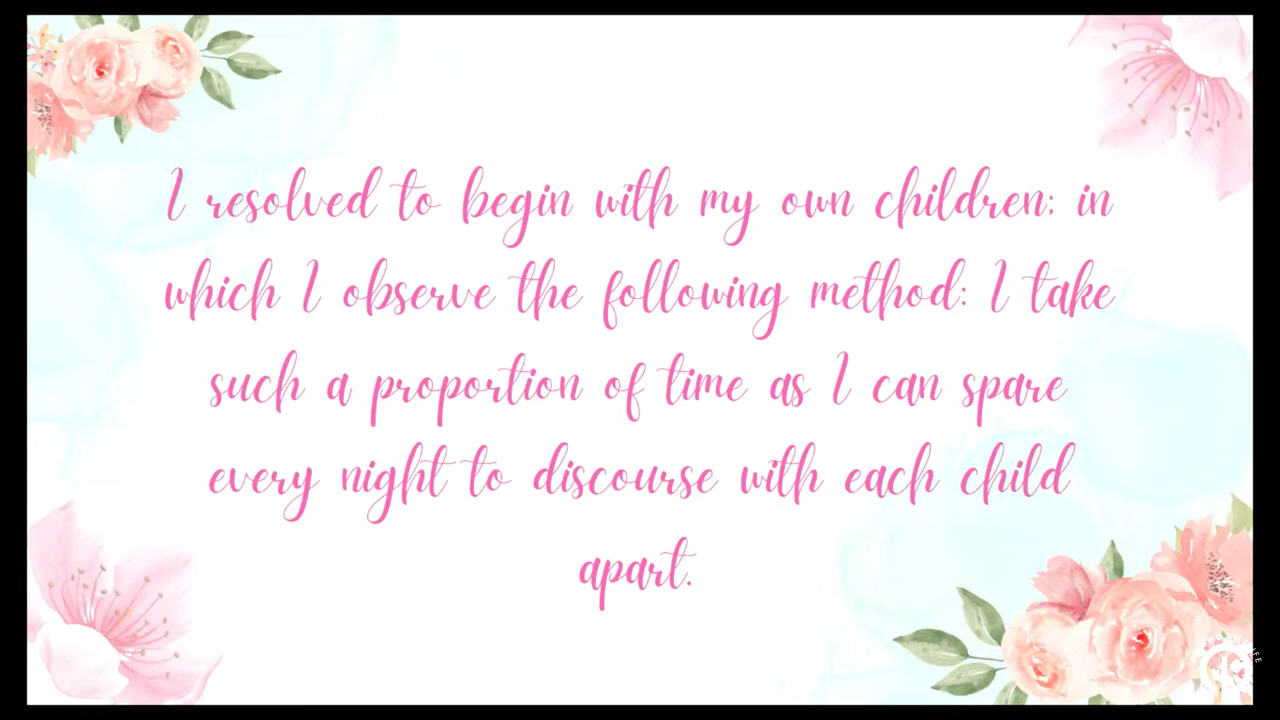 I resolved to begin with my own children: in
which I observe the following method: I take
such a proportion of time as I can spare
every night to discourse with each child
apart.